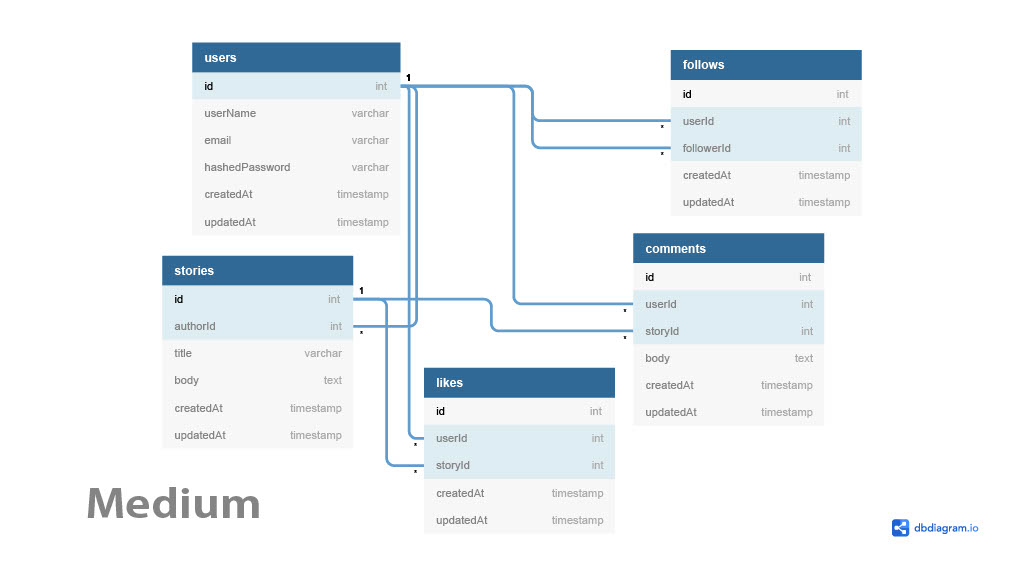 users
id int
userName varchar
email varchar
hashedPassword varchar
createdAt timestamp
updatedAt timestamp
1
follows
id int
userId int
followerId int
createdAt timestamp
updatedAt timestamp
*
*
stories
id int
authorId int
title varchar
body text
createdAt timestamp
updatedAt timestamp
1
*
comments
id int
userId int
storyId int
body text
createdAt timestamp
updatedAt timestamp
*
*
likes
id int
userId int
storyId int
createdAt timestamp
updatedAt timestamp
*
*
Medium
dbdiagram.io